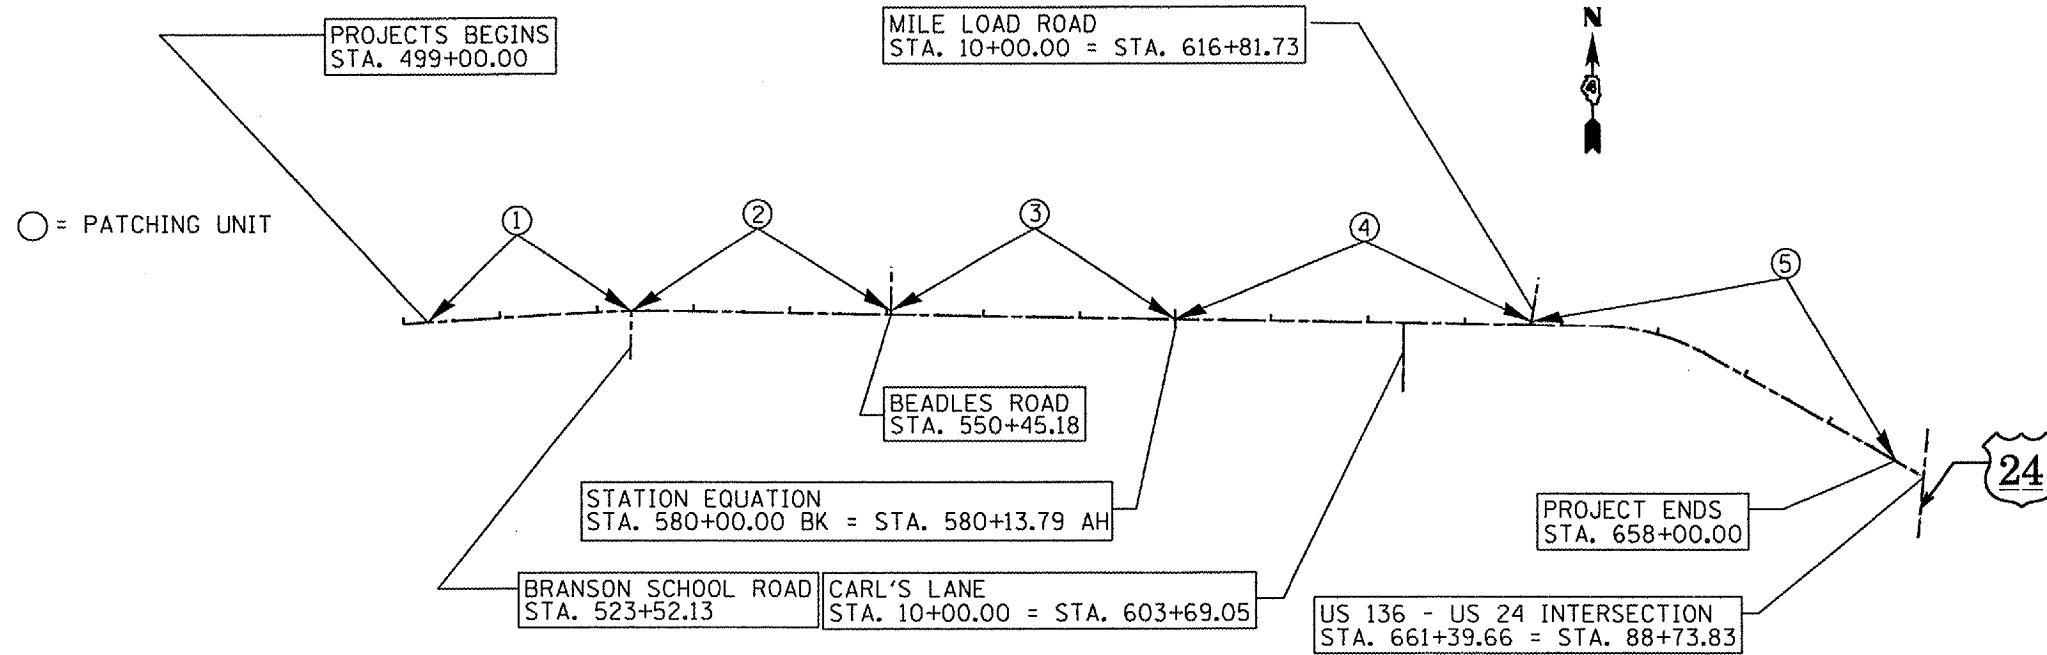 PROJECTS BEGINS
STA. 499+00.00
MILE LOAD ROAD
STA. 10+00.00 = STA. 616+81.73
N
= PATCHING UNIT
1
2
3
4
5
BEADLES ROAD
STA. 550+45.18
STATION EQUATION
STA. 580+00.00 BK = STA. 580+13.79 AH
PROJECT ENDS
STA. 658+00.00
24
BRANSON SCHOOL ROAD
STA. 523+52.13
CARL'S LANE
STA. 10+00.00 = STA. 603+69.05
US 136 - US 24 INTERSECTION
STA. 661+39.66 = STA. 88+73.83